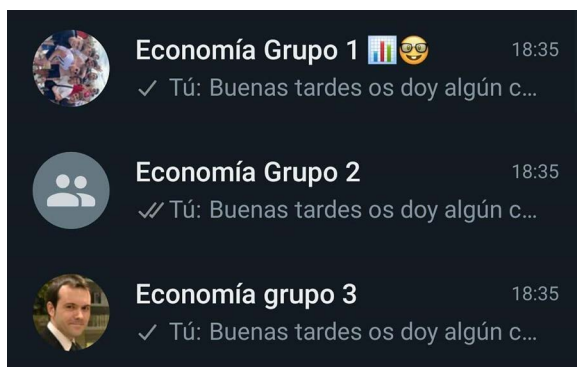 Economía Grupo 1 📊🤓 18:35
Tú: Buenas tardes os doy algún c...
Economía Grupo 2 18:35
Tú: Buenas tardes os doy algún c...
Economía grupo 3 18:35
Tú: Buenas tardes os doy algún c...